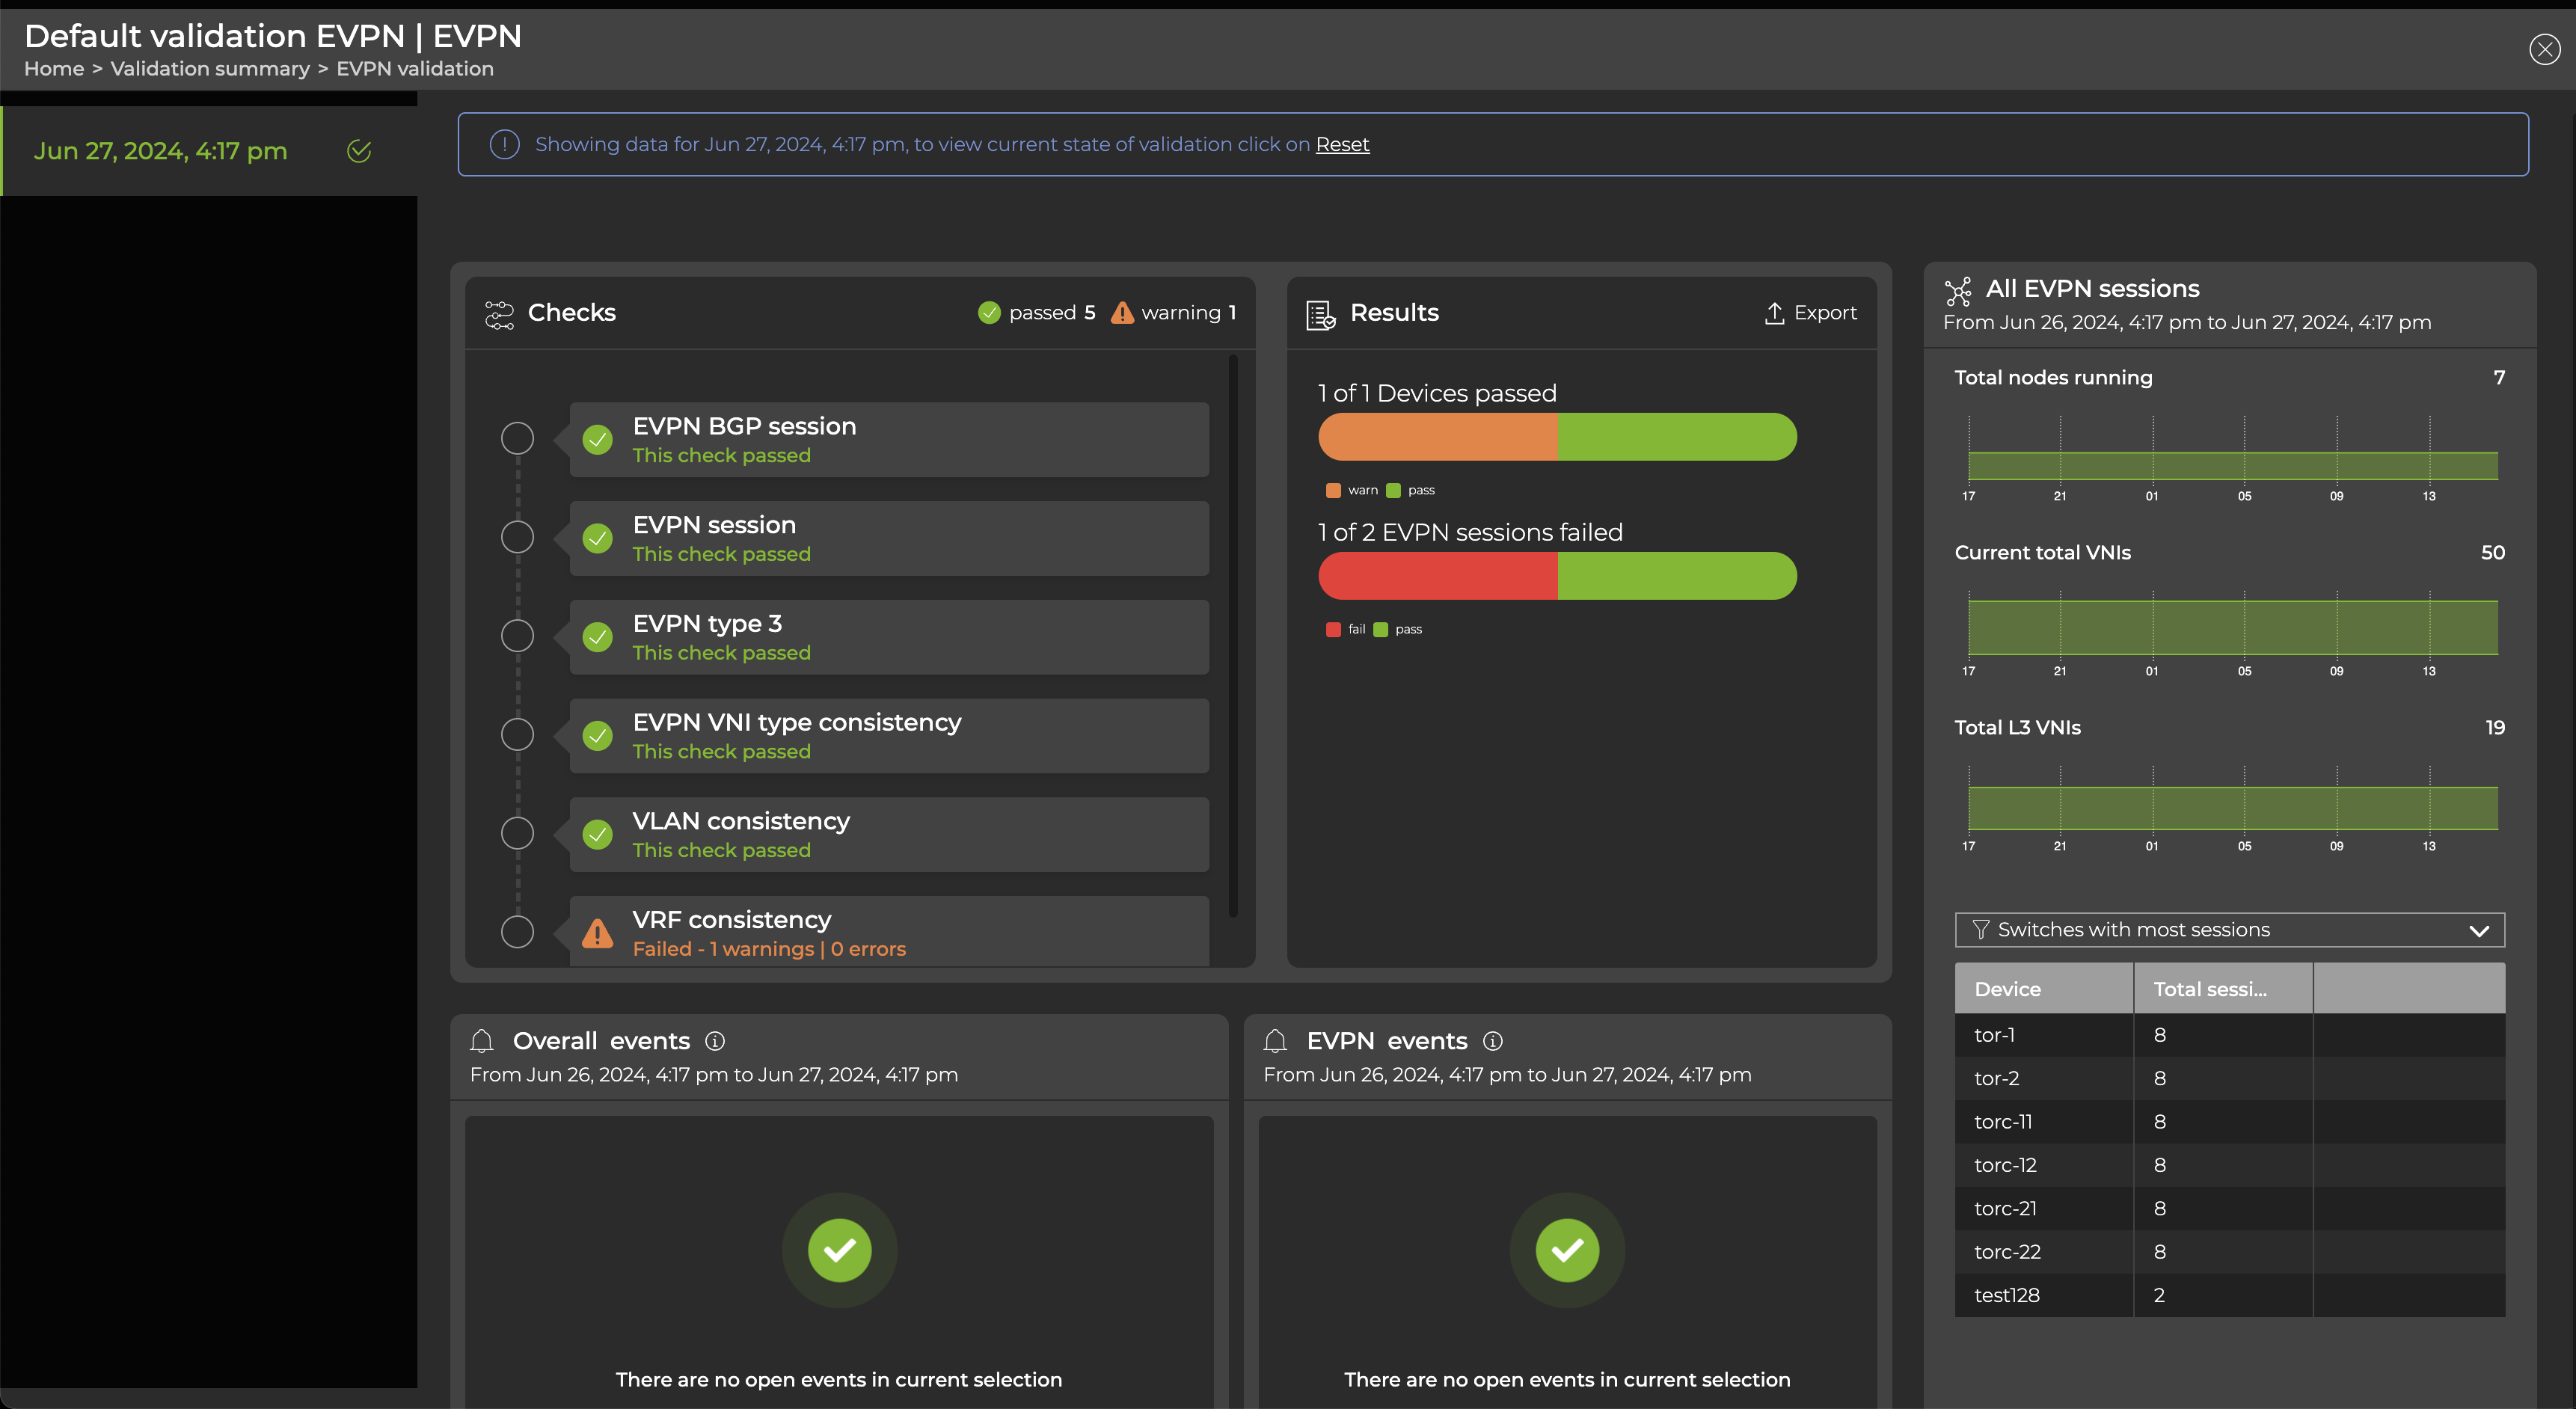 Default validation EVPN | EVPN
Home > Validation summary > EVPN validation
Jun 27, 2024, 4:17 pm
Showing data for Jun 27, 2024, 4:17 pm, to view current state of validation click on Reset
Checks
passed 5 warning 1
EVPN BGP session
This check passed
EVPN session
This check passed
EVPN type 3
This check passed
EVPN VNI type consistency
This check passed
VLAN consistency
This check passed
VRF consistency
Failed - 1 warnings | 0 errors
Results
Export
1 of 1 Devices passed
warn pass
1 of 2 EVPN sessions failed
fail pass
All EVPN sessions
From Jun 26, 2024, 4:17 pm to Jun 27, 2024, 4:17 pm
Total nodes running 7
17 21 01 05 09 13
Current total VNIs 50
17 21 01 05 09 13
Total L3 VNIs 19
17 21 01 05 09 13
Switches with most sessions
Device Total sessi...
tor-1 8
tor-2 8
torc-11 8
torc-12 8
torc-21 8
torc-22 8
test128 2
Overall events
From Jun 26, 2024, 4:17 pm to Jun 27, 2024, 4:17 pm
There are no open events in current selection
EVPN events
From Jun 26, 2024, 4:17 pm to Jun 27, 2024, 4:17 pm
There are no open events in current selection